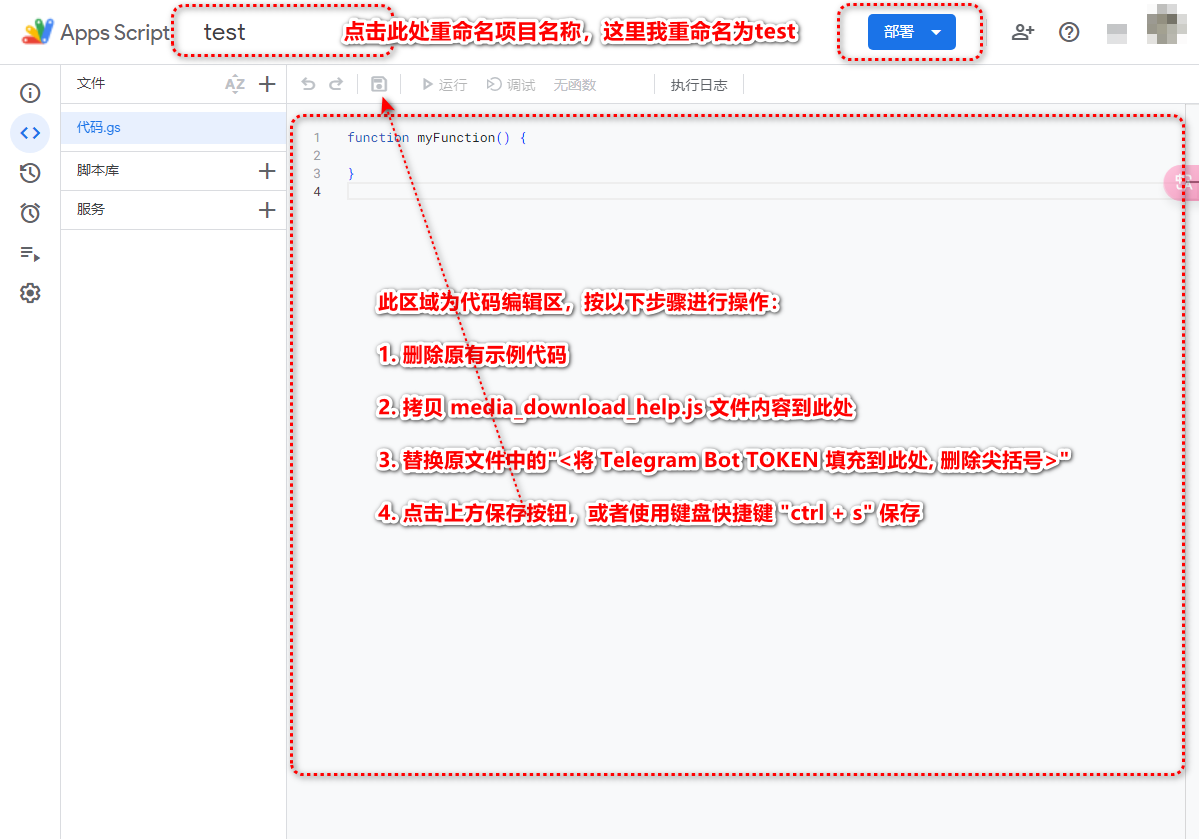 Apps Script
test
点击此处重命名项目名称，这里我重命名为test
部署
文件
AZ
运行
调试
无函数
执行日志
代码.gs
脚本库
服务
1 function myFunction() {
2
3 }
4
此区域为代码编辑区，按以下步骤进行操作：
1. 删除原有示例代码
2. 拷贝 media_download_help.js 文件内容到此处
3. 替换原文件中的"<将 Telegram Bot TOKEN 填充到此处, 删除尖括号>"
4. 点击上方保存按钮，或者使用键盘快捷键 "ctrl + s" 保存